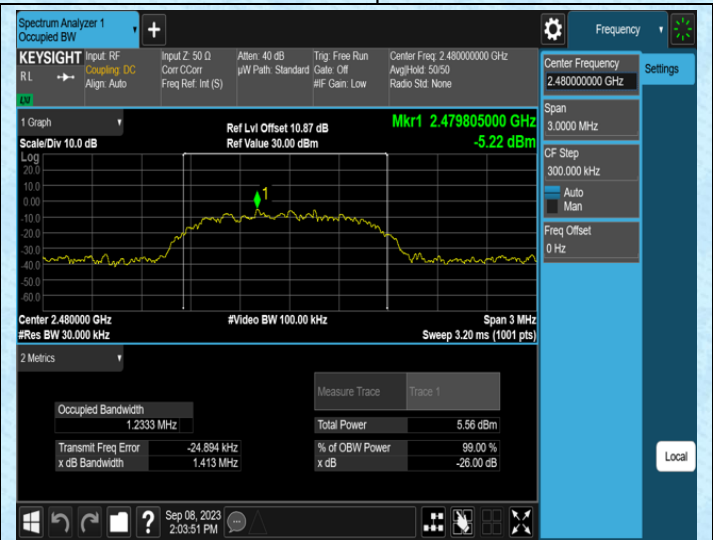 Spectrum Analyzer 1
Occupied BW
Frequency
KEYSIGHT
RL
LXI
Input: RF
Coupling: DC
Align: Auto
Input Z: 50 Ω
Corr CCorr
Freq Ref: Int (S)
Atten: 40 dB
µW Path: Standard
Trig: Free Run
Gate: Off
#IF Gain: Low
Center Freq: 2.480000000 GHz
Avg|Hold: 50/50
Radio Std: None
Center Frequency
2.480000000 GHz
Settings
Span
3.0000 MHz
CF Step
300.000 kHz
Auto
Man
Freq Offset
0 Hz
Local
1 Graph
Scale/Div 10.0 dB
Ref Lvl Offset 10.87 dB
Ref Value 30.00 dBm
Mkr1 2.479805000 GHz
-5.22 dBm
Log
20.0
10.0
0.00
-10.0
-20.0
-30.0
-40.0
-50.0
-60.0
1
Center 2.480000 GHz
#Res BW 30.000 kHz
#Video BW 100.00 kHz
Span 3 MHz
Sweep 3.20 ms (1001 pts)
2 Metrics
Measure Trace
Trace 1
Occupied Bandwidth
1.2333 MHz
Total Power
5.56 dBm
Transmit Freq Error
-24.894 kHz
% of OBW Power
99.00 %
x dB Bandwidth
1.413 MHz
x dB
-26.00 dB
?
Sep 08, 2023
2:03:51 PM